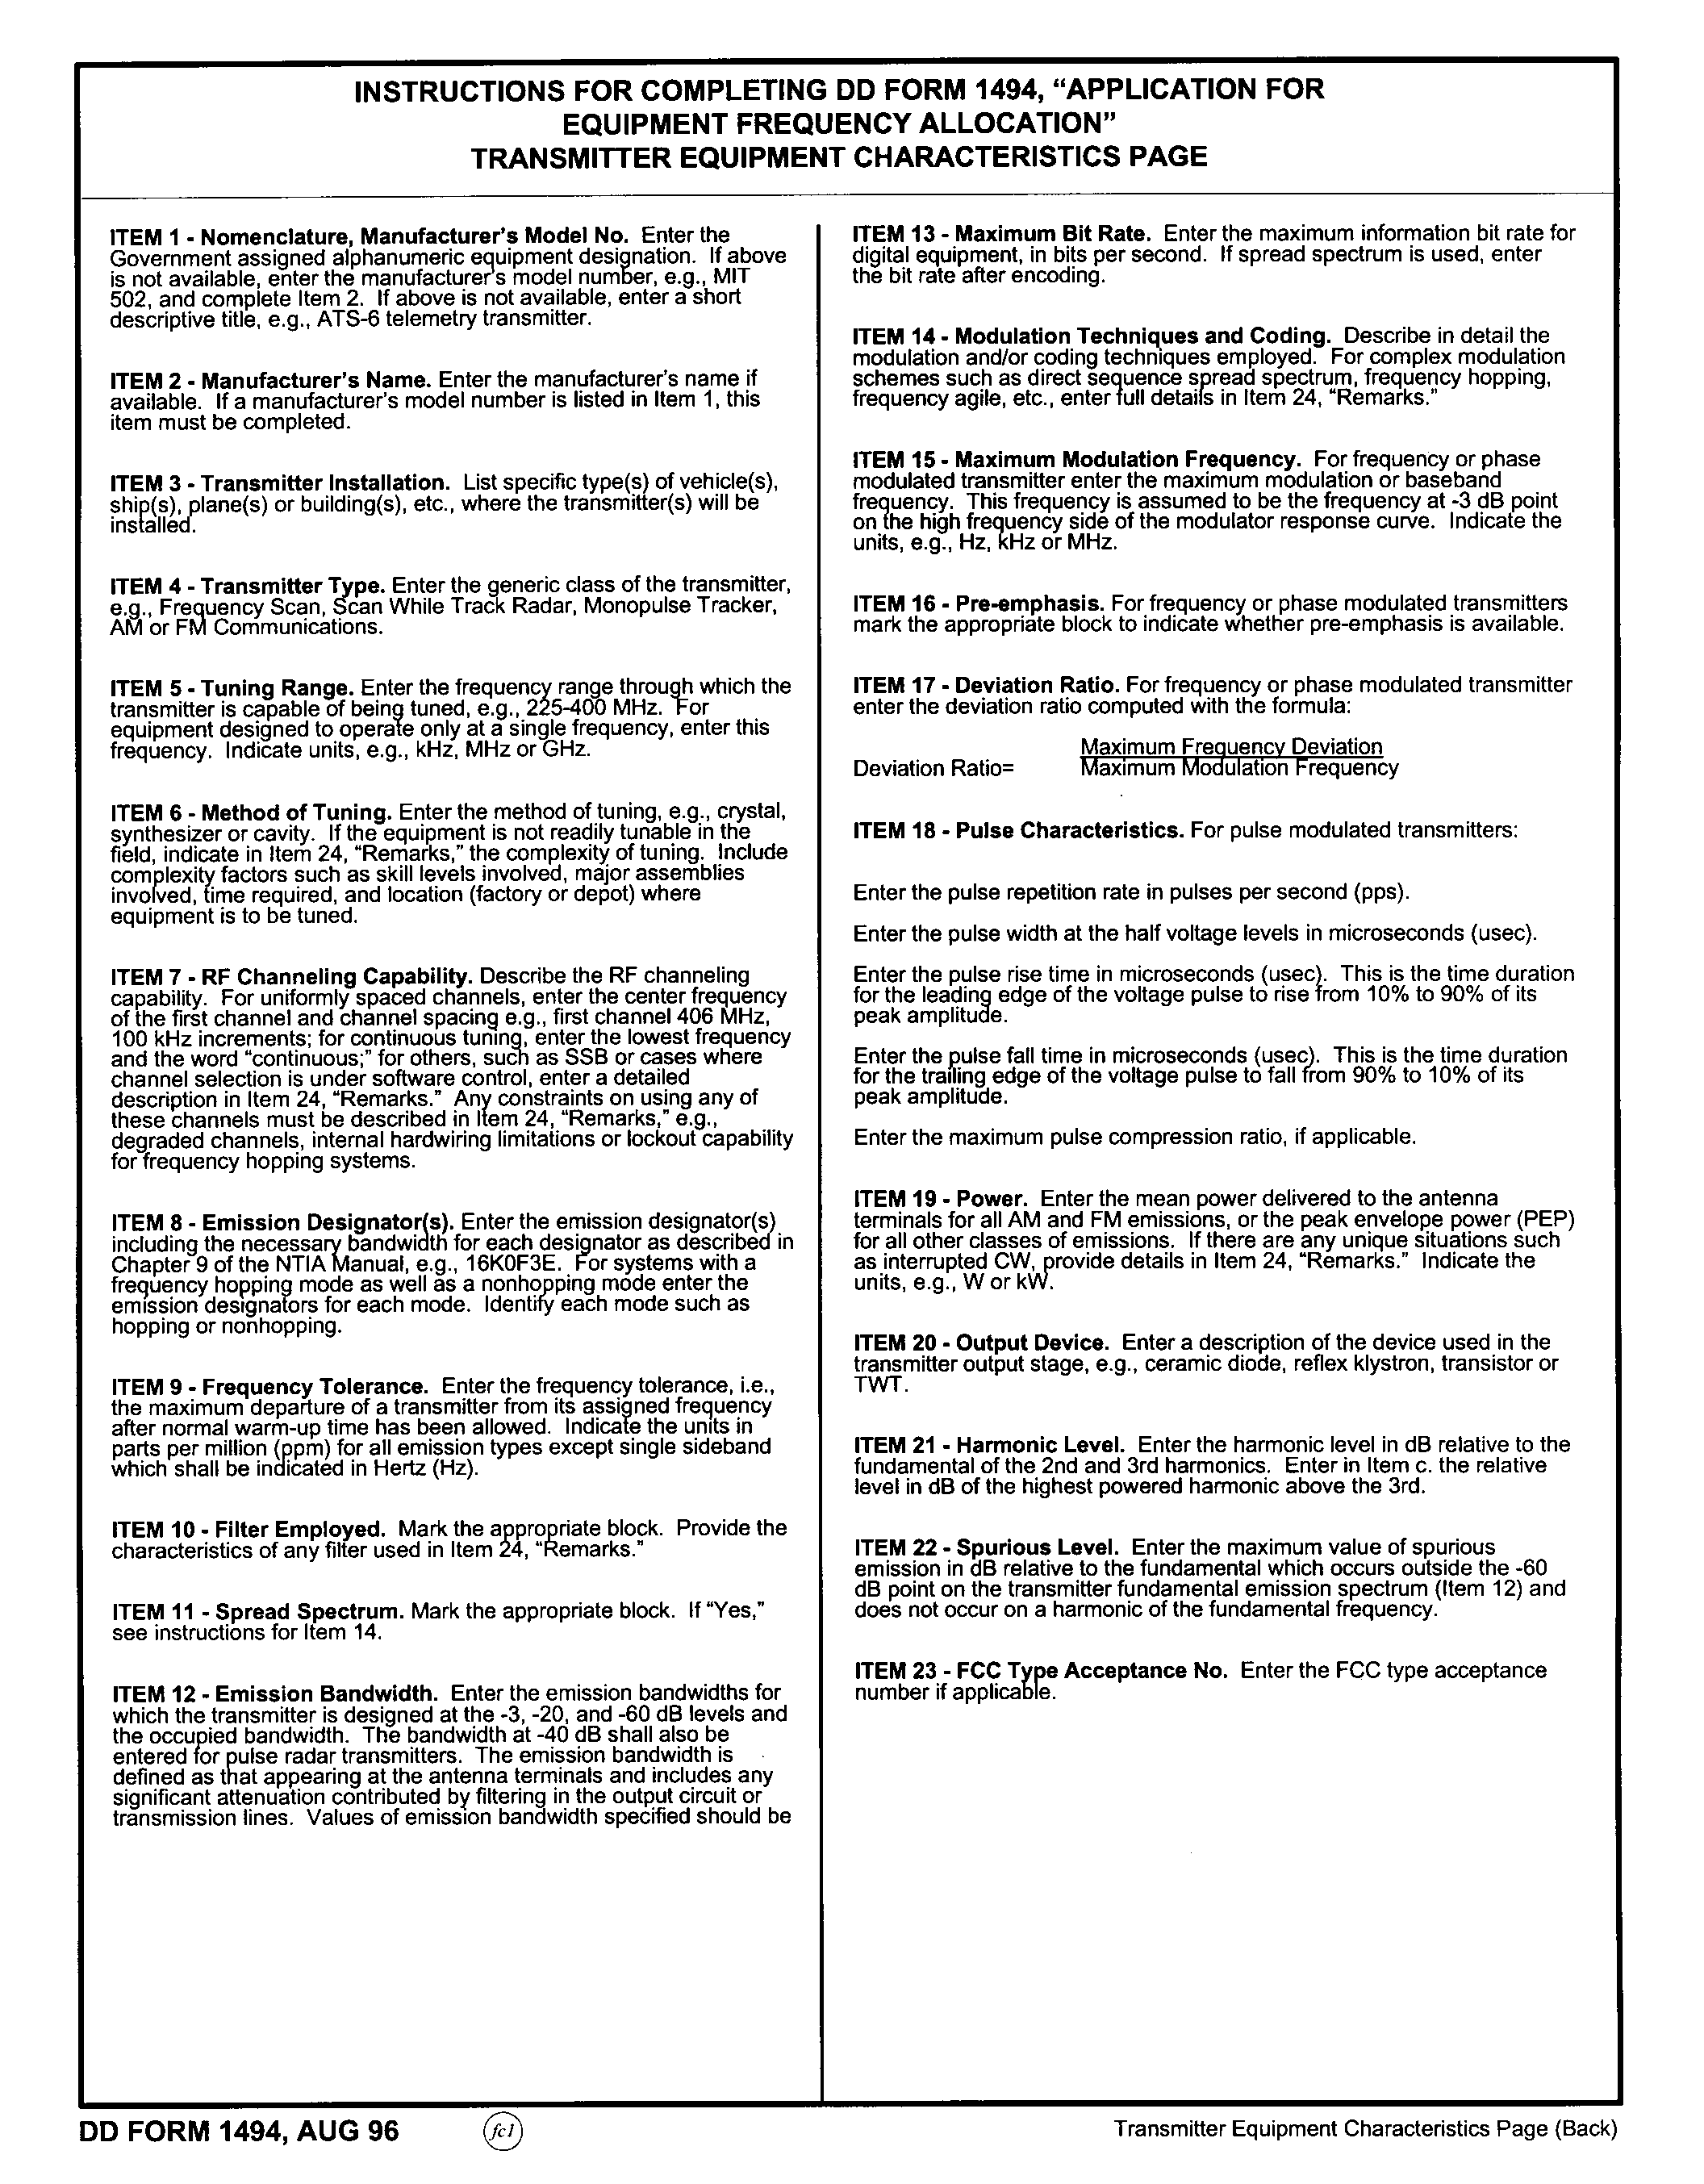 INSTRUCTIONS FOR COMPLETING DD FORM 1494, “APPLICATION FOR
EQUIPMENT FREQUENCY ALLOCATION”
TRANSMITTER EQUIPMENT CHARACTERISTICS PAGE
ITEM 1 - Nomenclature, Manufacturer's Model No. Enter the
Government assigned alphanumeric equipment designation. If above
is not available, enter the manufacturer's model number, e.g., MIT
502, and complete Item 2. If above is not available, enter a short
descriptive title, e.g., ATS-6 telemetry transmitter.
ITEM 2 - Manufacturer's Name. Enter the manufacturer's name if
available. If a manufacturer's model number is listed in Item 1, this
item must be completed.
ITEM 3 - Transmitter Installation. List specific type(s) of vehicle(s),
ship(s), plane(s) or building(s), etc., where the transmitter(s) will be
installed.
ITEM 4 - Transmitter Type. Enter the generic class of the transmitter,
e.g., Frequency Scan, Scan While Track Radar, Monopulse Tracker,
AM or FM Communications.
ITEM 5 - Tuning Range. Enter the frequency range through which the
transmitter is capable of being tuned, e.g., 225-400 MHz. For
equipment designed to operate only at a single frequency, enter this
frequency. Indicate units, e.g., kHz, MHz or GHz.
ITEM 6 - Method of Tuning. Enter the method of tuning, e.g., crystal,
synthesizer or cavity. If the equipment is not readily tunable in the
field, indicate in Item 24, “Remarks,” the complexity of tuning. Include
complexity factors such as skill levels involved, major assemblies
involved, time required, and location (factory or depot) where
equipment is to be tuned.
ITEM 7 - RF Channeling Capability. Describe the RF channeling
capability. For uniformly spaced channels, enter the center frequency
of the first channel and channel spacing e.g., first channel 406 MHz,
100 kHz increments; for continuous tuning, enter the lowest frequency
and the word “continuous;” for others, such as SSB or cases where
channel selection is under software control, enter a detailed
description in Item 24, “Remarks.” Any constraints on using any of
these channels must be described in Item 24, “Remarks,” e.g.,
degraded channels, internal hardwiring limitations or lockout capability
for frequency hopping systems.
ITEM 8 - Emission Designator(s). Enter the emission designator(s)
including the necessary bandwidth for each designator as described in
Chapter 9 of the NTIA Manual, e.g., 16K0F3E. For systems with a
frequency hopping mode as well as a nonhopping mode enter the
emission designators for each mode. Identify each mode such as
hopping or nonhopping.
ITEM 9 - Frequency Tolerance. Enter the frequency tolerance, i.e.,
the maximum departure of a transmitter from its assigned frequency
after normal warm-up time has been allowed. Indicate the units in
parts per million (ppm) for all emission types except single sideband
which shall be indicated in Hertz (Hz).
ITEM 10 - Filter Employed. Mark the appropriate block. Provide the
characteristics of any filter used in Item 24, “Remarks.”
ITEM 11 - Spread Spectrum. Mark the appropriate block. If “Yes,”
see instructions for Item 14.
ITEM 12 - Emission Bandwidth. Enter the emission bandwidths for
which the transmitter is designed at the -3, -20, and -60 dB levels and
the occupied bandwidth. The bandwidth at -40 dB shall also be
entered for pulse radar transmitters. The emission bandwidth is
defined as that appearing at the antenna terminals and includes any
significant attenuation contributed by filtering in the output circuit or
transmission lines. Values of emission bandwidth specified should be
ITEM 13 - Maximum Bit Rate. Enter the maximum information bit rate for
digital equipment, in bits per second. If spread spectrum is used, enter
the bit rate after encoding.
ITEM 14 - Modulation Techniques and Coding. Describe in detail the
modulation and/or coding techniques employed. For complex modulation
schemes such as direct sequence spread spectrum, frequency hopping,
frequency agile, etc., enter full details in Item 24, “Remarks.”
ITEM 15 - Maximum Modulation Frequency. For frequency or phase
modulated transmitter enter the maximum modulation or baseband
frequency. This frequency is assumed to be the frequency at -3 dB point
on the high frequency side of the modulator response curve. Indicate the
units, e.g., Hz, kHz or MHz.
ITEM 16 - Pre-emphasis. For frequency or phase modulated transmitters
mark the appropriate block to indicate whether pre-emphasis is available.
ITEM 17 - Deviation Ratio. For frequency or phase modulated transmitter
enter the deviation ratio computed with the formula:
Maximum Frequency Deviation
Deviation Ratio= Maximum Modulation Frequency
ITEM 18 - Pulse Characteristics. For pulse modulated transmitters:
Enter the pulse repetition rate in pulses per second (pps).
Enter the pulse width at the half voltage levels in microseconds (usec).
Enter the pulse rise time in microseconds (usec). This is the time duration
for the leading edge of the voltage pulse to rise from 10% to 90% of its
peak amplitude.
Enter the pulse fall time in microseconds (usec). This is the time duration
for the trailing edge of the voltage pulse to fall from 90% to 10% of its
peak amplitude.
Enter the maximum pulse compression ratio, if applicable.
ITEM 19 - Power. Enter the mean power delivered to the antenna
terminals for all AM and FM emissions, or the peak envelope power (PEP)
for all other classes of emissions. If there are any unique situations such
as interrupted CW, provide details in Item 24, “Remarks.” Indicate the
units, e.g., W or kW.
ITEM 20 - Output Device. Enter a description of the device used in the
transmitter output stage, e.g., ceramic diode, reflex klystron, transistor or
TWT.
ITEM 21 - Harmonic Level. Enter the harmonic level in dB relative to the
fundamental of the 2nd and 3rd harmonics. Enter in Item c. the relative
level in dB of the highest powered harmonic above the 3rd.
ITEM 22 - Spurious Level. Enter the maximum value of spurious
emission in dB relative to the fundamental which occurs outside the -60
dB point on the transmitter fundamental emission spectrum (Item 12) and
does not occur on a harmonic of the fundamental frequency.
ITEM 23 - FCC Type Acceptance No. Enter the FCC type acceptance
number if applicable.
DD FORM 1494, AUG 96 fc1 Transmitter Equipment Characteristics Page (Back)